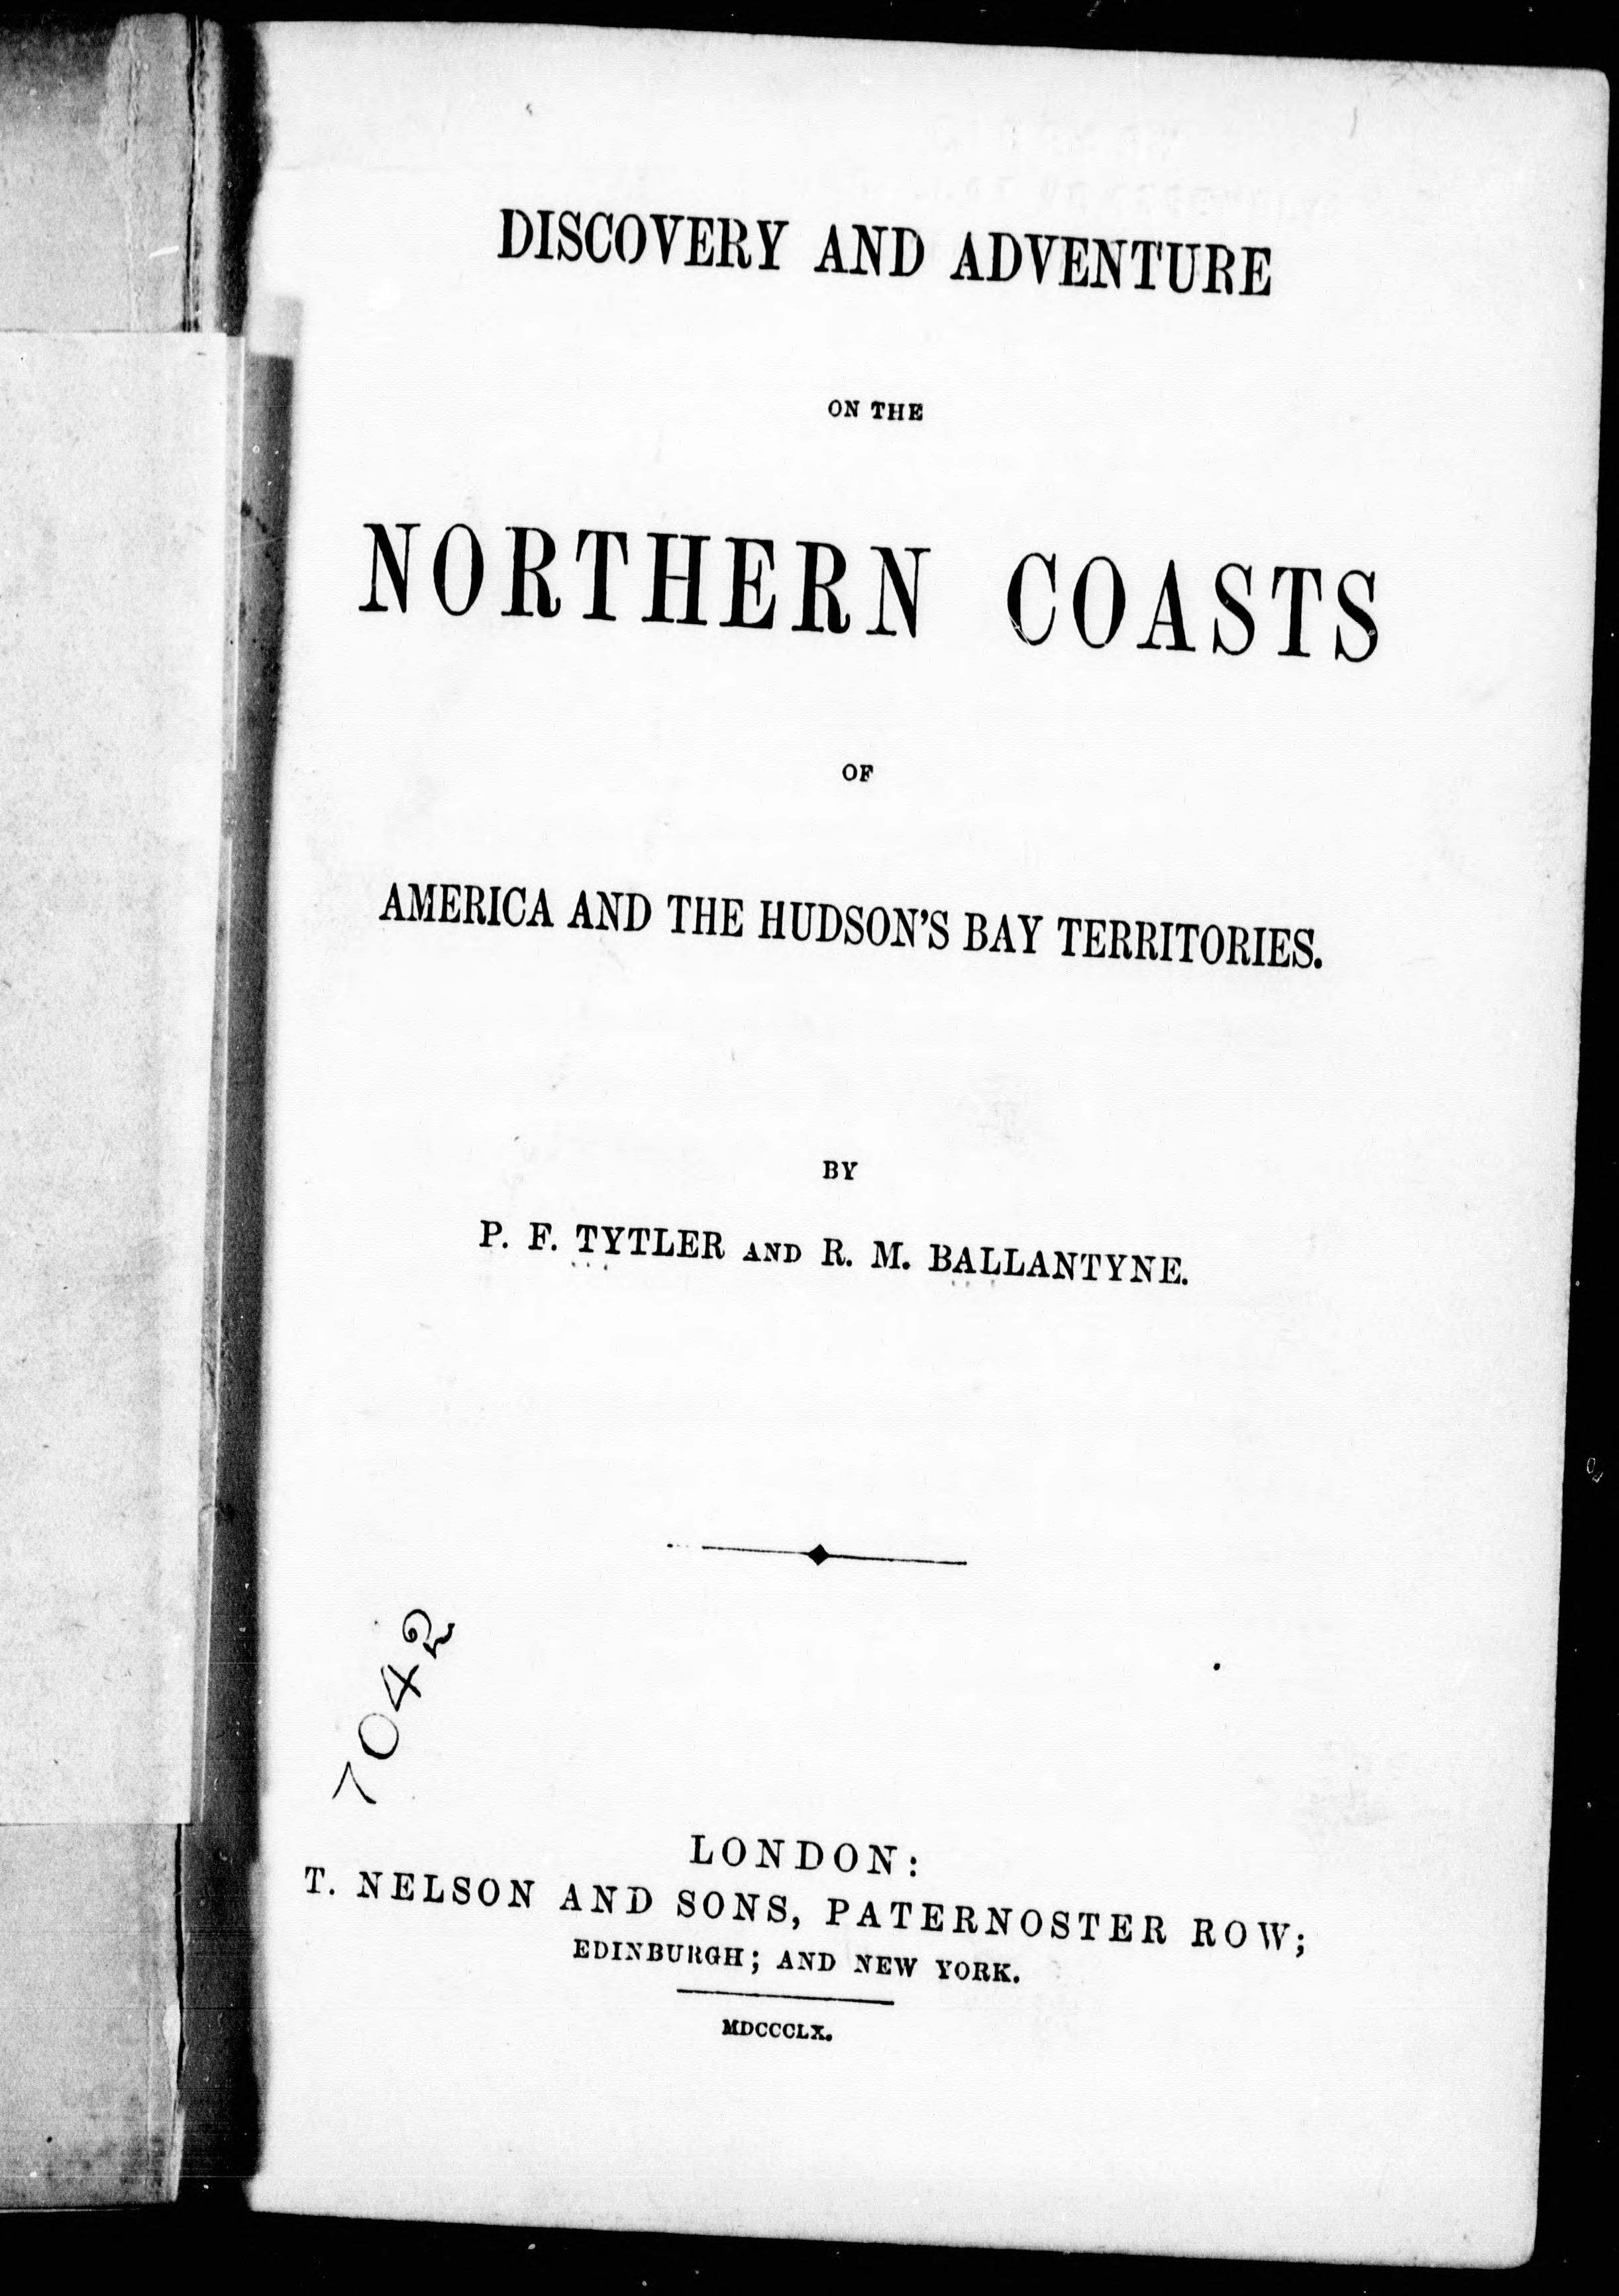 DISCOVERY AND ADVENTURE
ON THE
NORTHERN COASTS
OF
AMERICA AND THE HUDSON'S BAY TERRITORIES.
BY
P. F. TYTLER AND R. M. BALLANTYNE.
7042
LONDON:
T. NELSON AND SONS, PATERNOSTER ROW;
EDINBURGH; AND NEW YORK.
MDCCCLX.